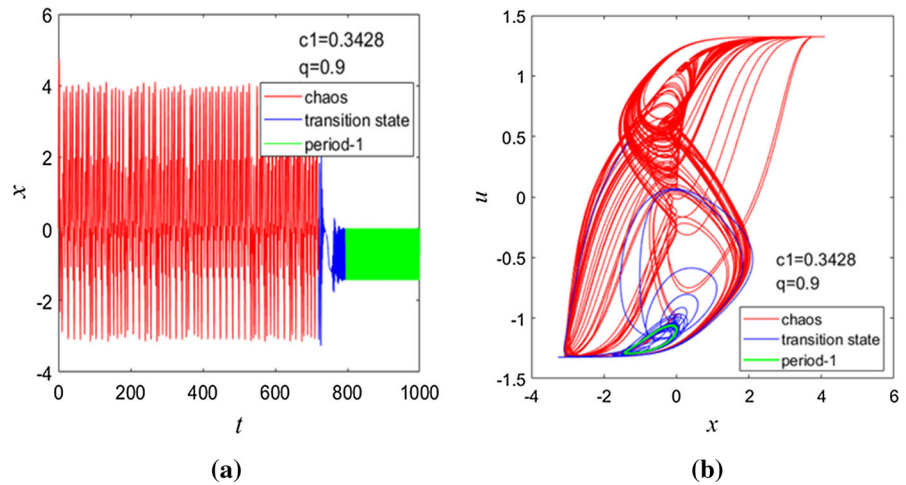 6
4
2
0
-2
-4
x
c1=0.3428
q=0.9
chaos
transition state
period-1
0 200 400 600 800 1000
t
(a)
1.5
1
0.5
0
-0.5
-1
-1.5
u
c1=0.3428
q=0.9
chaos
transition state
period-1
-4 -2 0 2 4 6
x
(b)